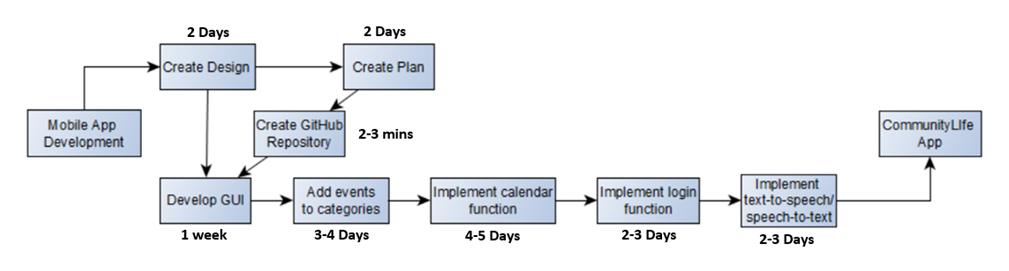 2 Days
2 Days
Create Design
Create Plan
Mobile App
Development
Create GitHub
Repository
2-3 mins
CommunityLIfe
App
Develop GUI
Add events
to categories
Implement calendar
function
Implement login
function
Implement
text-to-speech/
speech-to-text
1 week
3-4 Days
4-5 Days
2-3 Days
2-3 Days